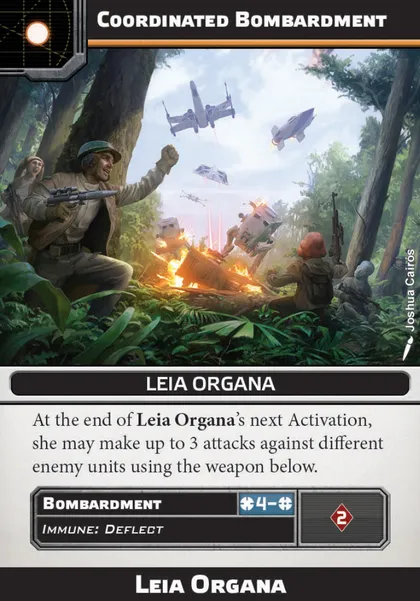 COORDINATED BOMBARDMENT
Joshua Cairos
LEIA ORGANA
At the end of Leia Organa's next Activation,
she may make up to 3 attacks against different
enemy units using the weapon below.
BOMBARDMENT 4-
IMMUNE: DEFLECT
2
LEIA ORGANA